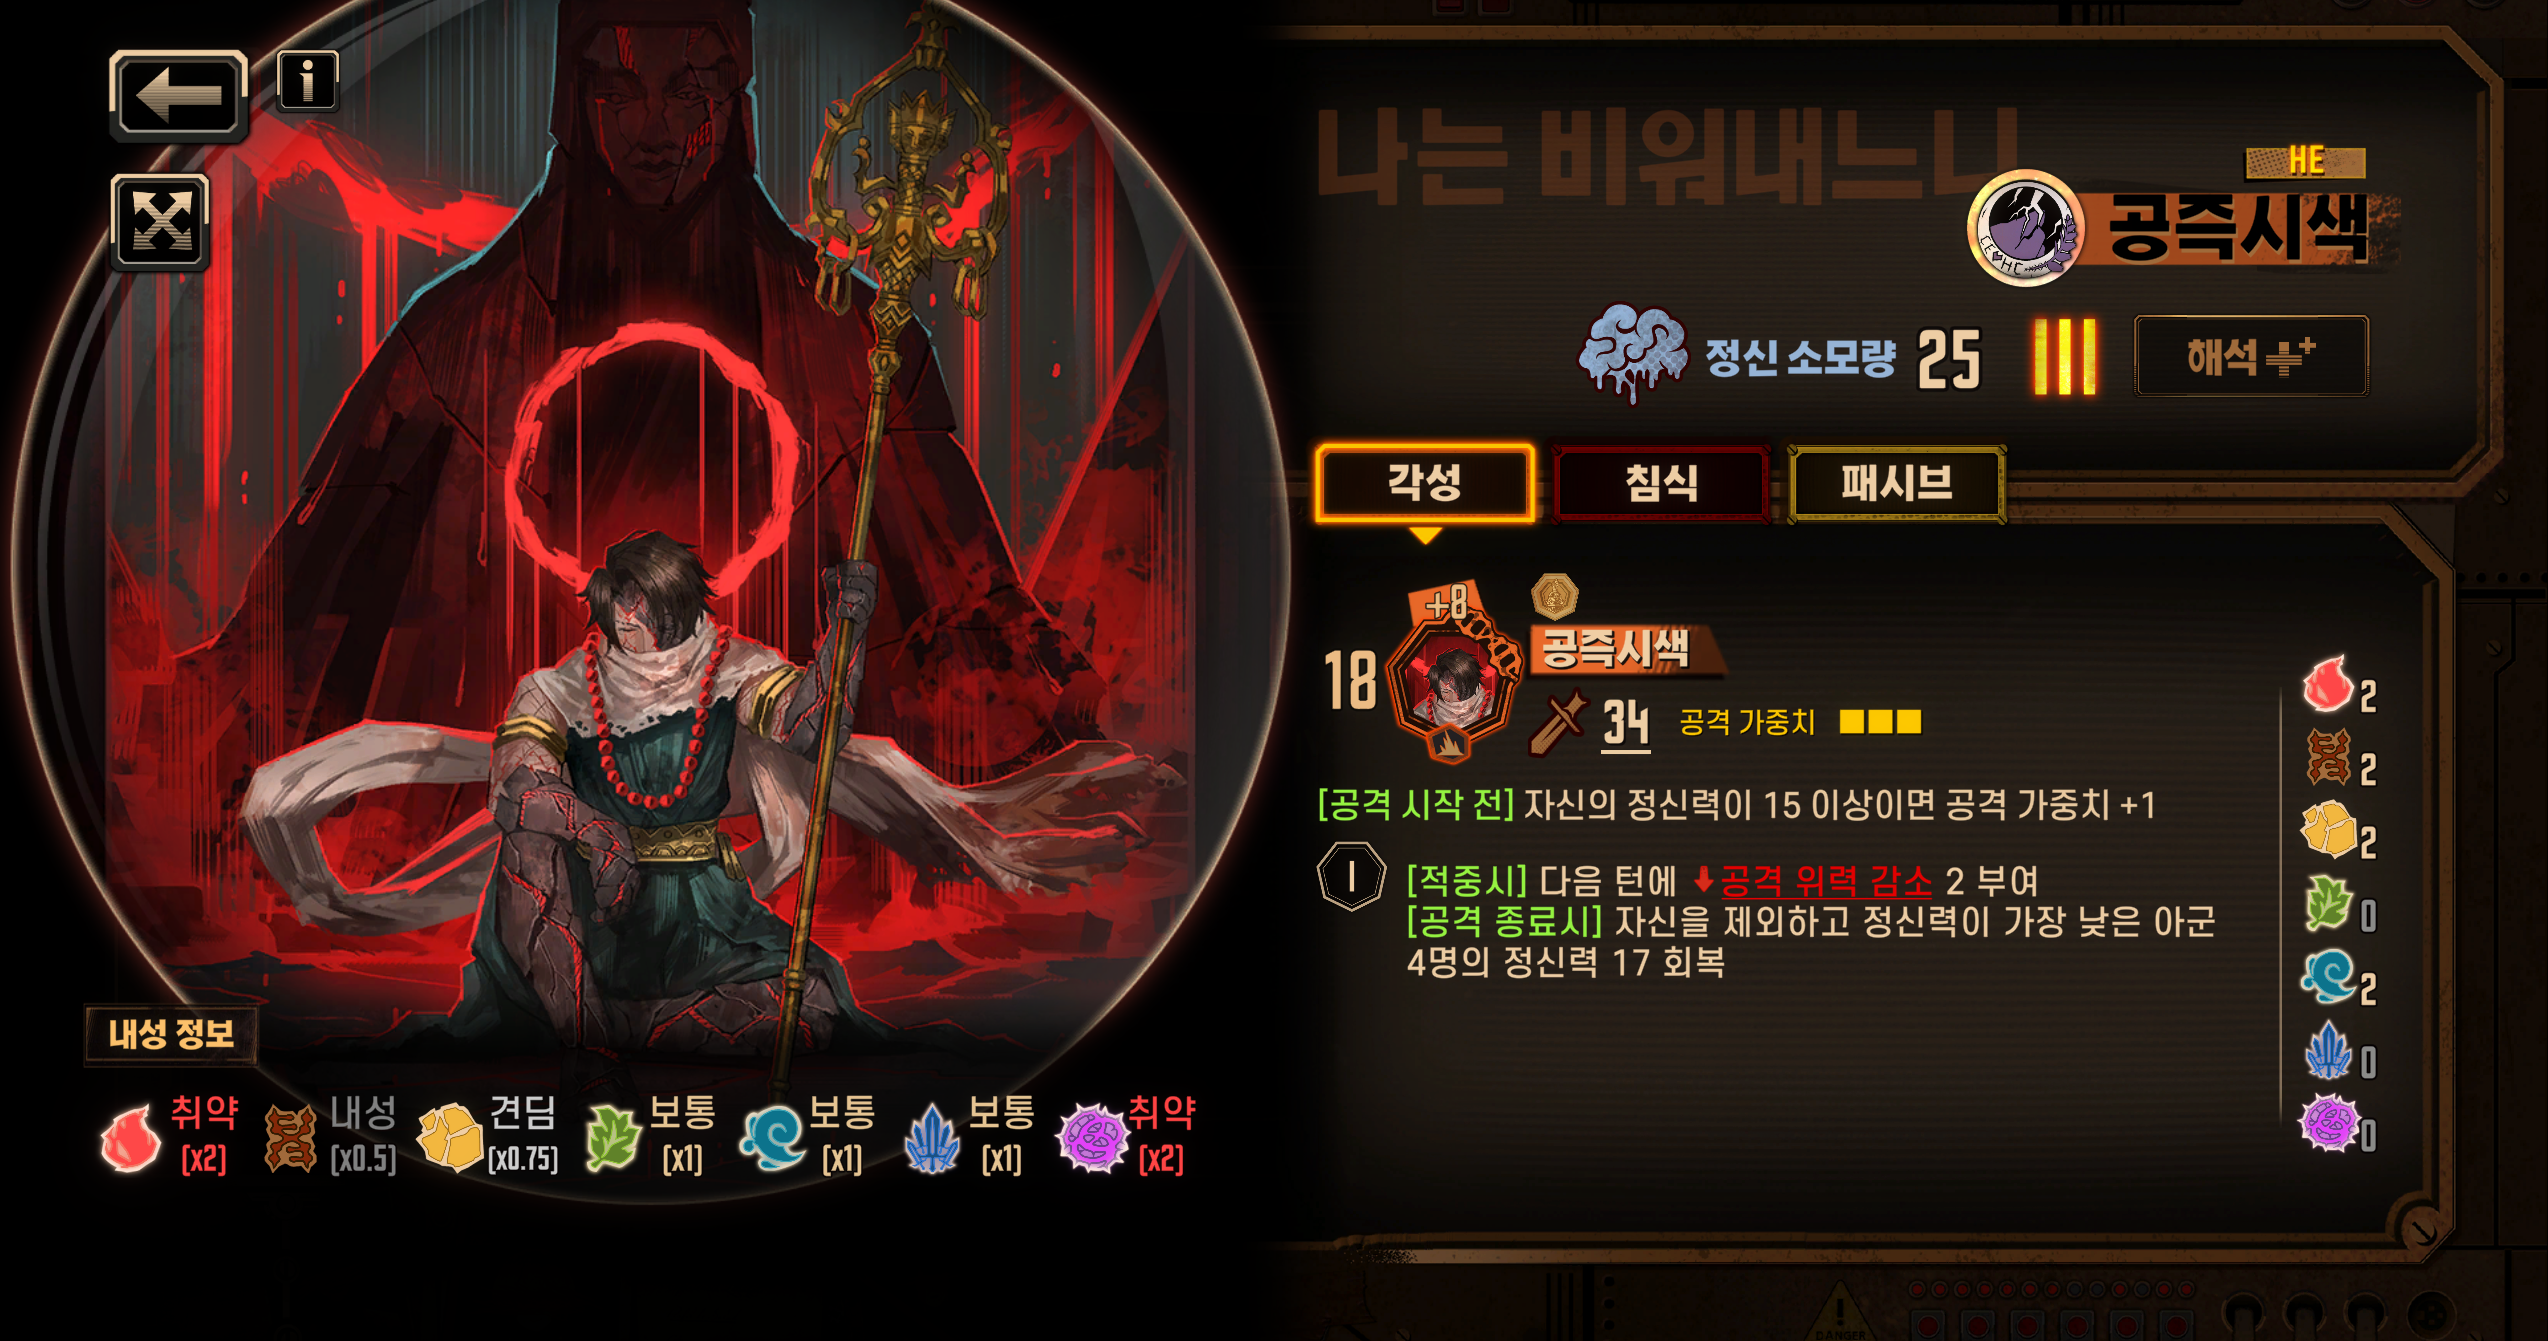 나는 비워내느니
HE
공즉시색
정신 소모량 25
해석
각성
침식
패시브
+8
18
공즉시색
34
공격 가중치
[공격 시작 전] 자신의 정신력이 15 이상이면 공격 가중치 +1
I
[적중시] 다음 턴에 공격 위력 감소 2 부여
[공격 종료시] 자신을 제외하고 정신력이 가장 낮은 아군
4명의 정신력 17 회복
2
2
2
0
2
0
0
내성 정보
취약 내성 견딤 보통 보통 보통 취약
[x2] [x0.5] [x0.75] [x1] [x1] [x1] [x2]
DANGER